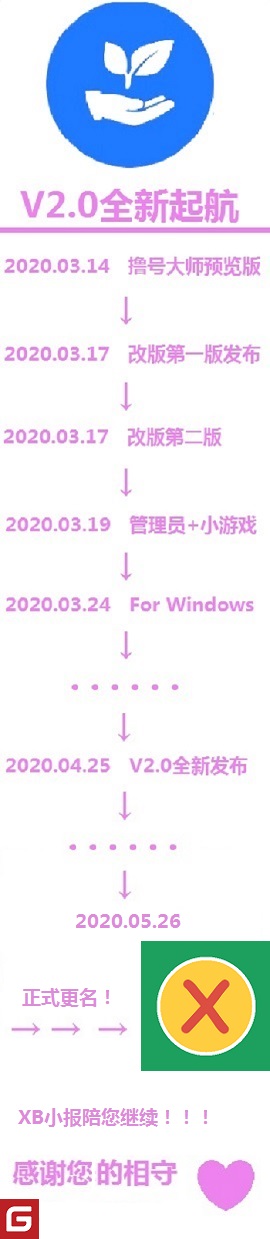 V2.0全新起航
2020.03.14 撸号大师预览版
↓
2020.03.17 改版第一版发布
↓
2020.03.17 改版第二版
↓
2020.03.19 管理员+小游戏
↓
2020.03.24 For Windows
↓
······
↓
2020.04.25 V2.0全新发布
↓
······
↓
2020.05.26
正式更名！
→→ →
X
XB小报陪您继续！！！
感谢您的相守
G